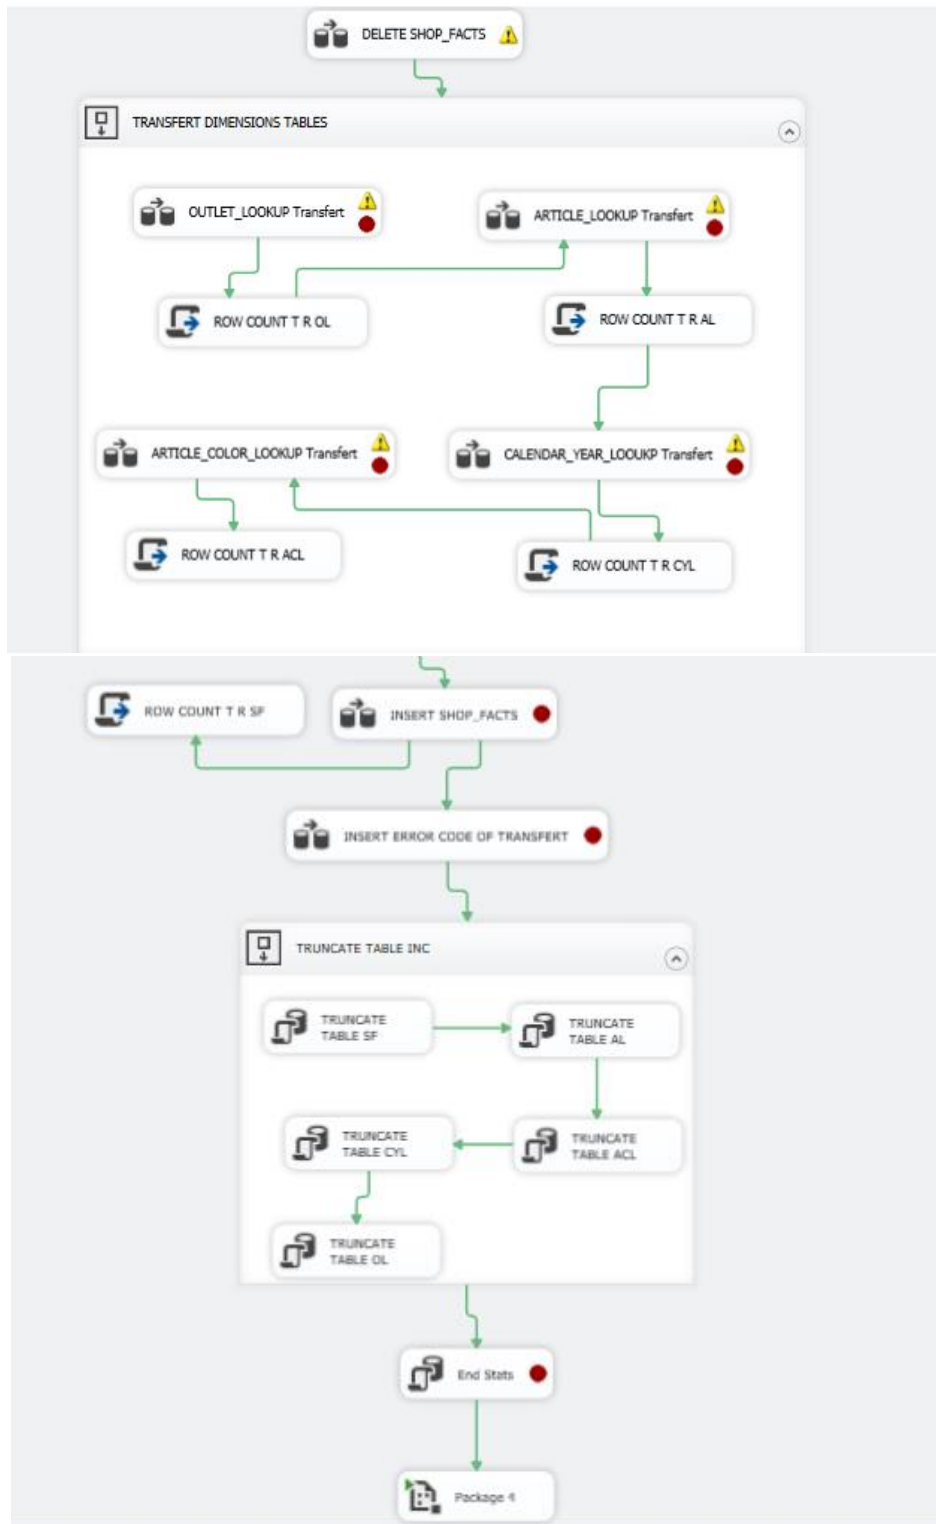 DELETE SHOP_FACTS
TRANSFERT DIMENSIONS TABLES
OUTLET_LOOKUP Transfert
ARTICLE_LOOKUP Transfert
ROW COUNT T R OL
ROW COUNT T R AL
ARTICLE_COLOR_LOOKUP Transfert
CALENDAR_YEAR_LOOUKP Transfert
ROW COUNT T R ACL
ROW COUNT T R CYL
ROW COUNT T R SF
INSERT SHOP_FACTS
INSERT ERROR CODE OF TRANSFERT
TRUNCATE TABLE INC
TRUNCATE
TABLE SF
TRUNCATE
TABLE AL
TRUNCATE
TABLE CYL
TRUNCATE
TABLE ACL
TRUNCATE
TABLE OL
End Stats
Package 4